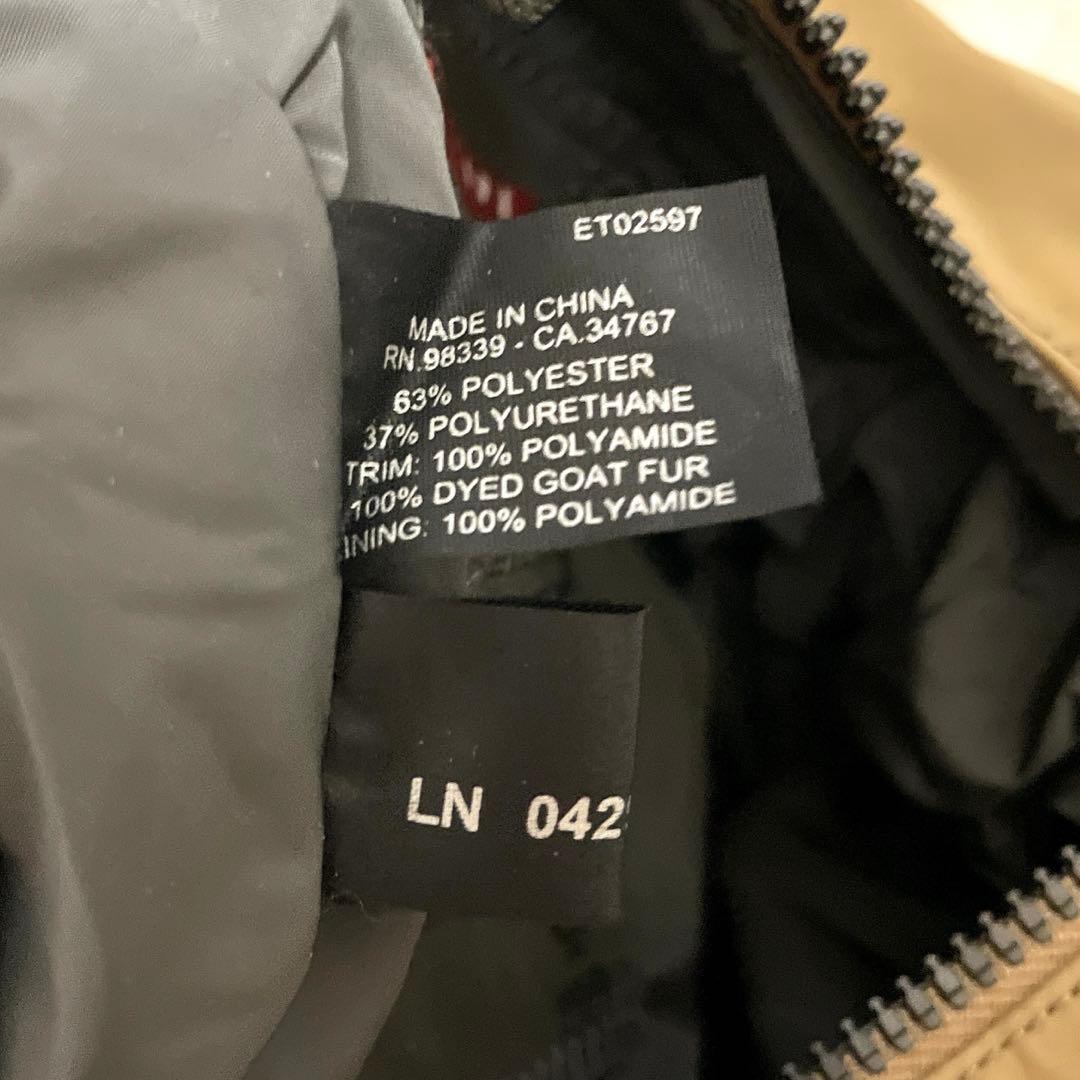 ET02597
MADE IN CHINA
RN.98339 - CA.34767
63% POLYESTER
37% POLYURETHANE
TRIM: 100% POLYAMIDE
100% DYED GOAT FUR
INING: 100% POLYAMIDE
LN 042